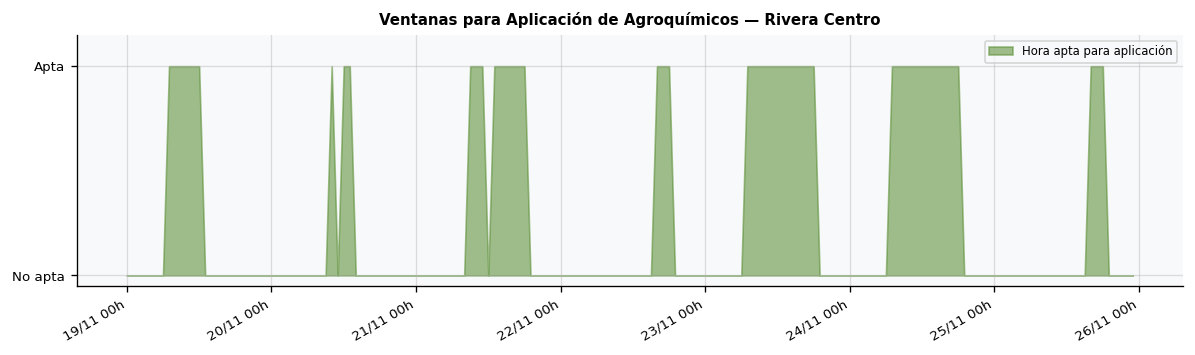 Ventanas para Aplicación de Agroquímicos — Rivera Centro
Hora apta para aplicación
Apta
No apta
19/11 00h
20/11 00h
21/11 00h
22/11 00h
23/11 00h
24/11 00h
25/11 00h
26/11 00h